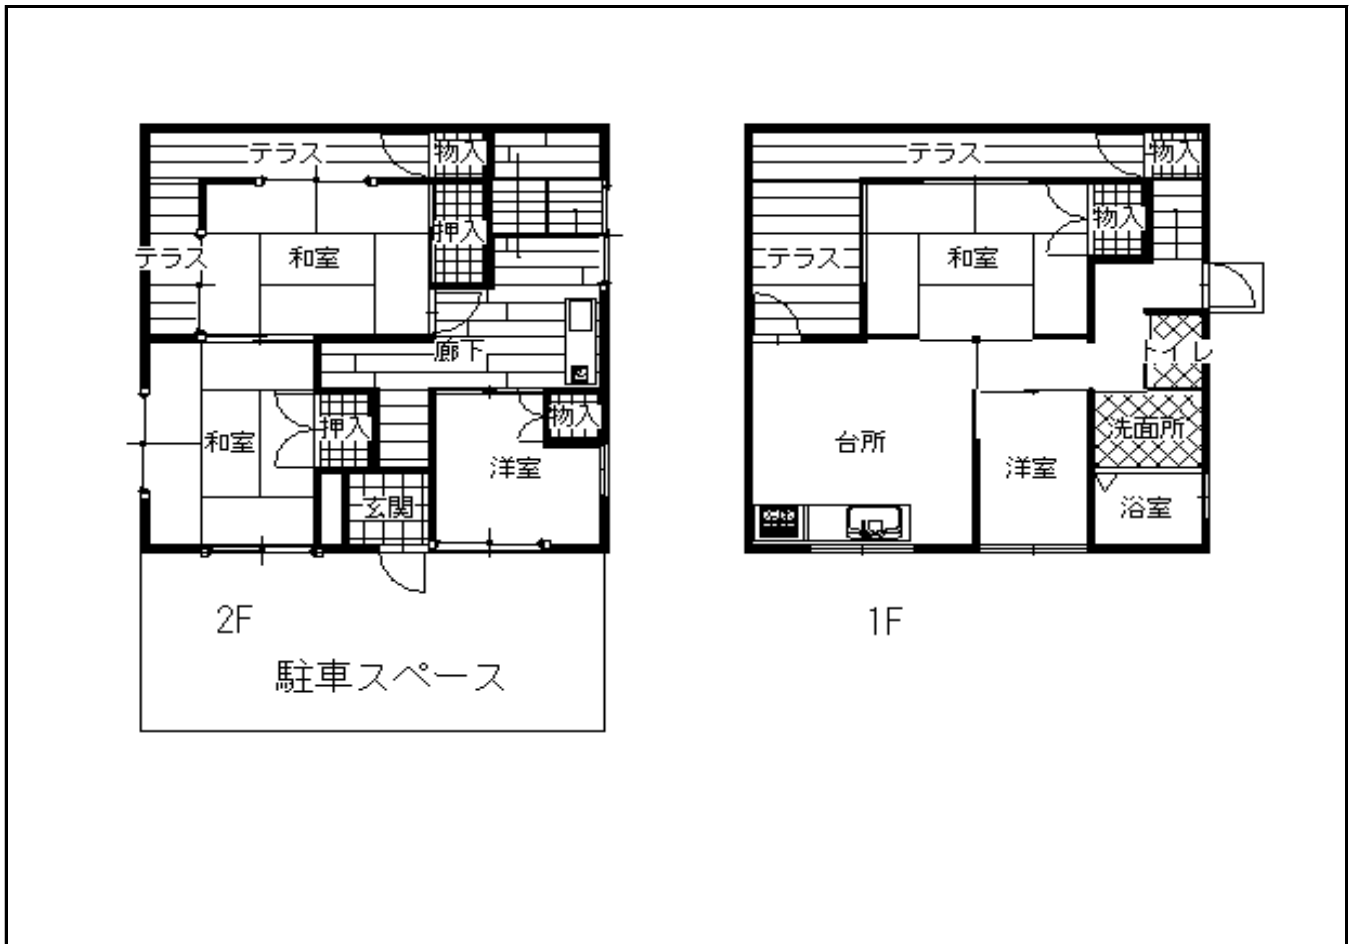 テラス
物入
押入
テラス
和室
廊下
和室
押入
物入
洋室
玄関
2F
駐車スペース
テラス
物入
物入
テラス
和室
トイレ
台所
洋室
洗面所
浴室
1F